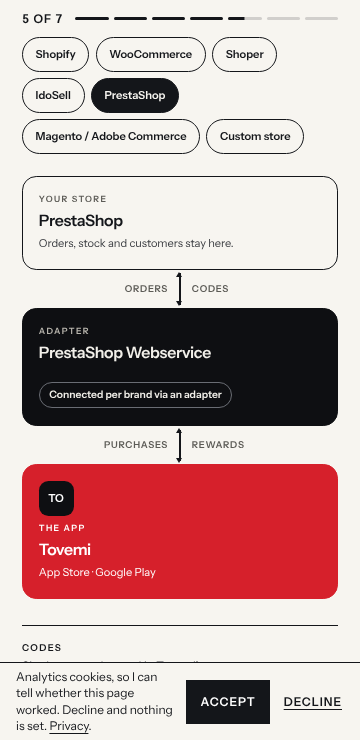 5 OF 7
Shopify
WooCommerce
Shoper
IdoSell
PrestaShop
Magento / Adobe Commerce
Custom store
YOUR STORE
PrestaShop
Orders, stock and customers stay here.
ORDERS
CODES
ADAPTER
PrestaShop Webservice
Connected per brand via an adapter
PURCHASES
REWARDS
TO
THE APP
Tovemi
App Store · Google Play
CODES
Analytics cookies, so I can
tell whether this page
worked. Decline and nothing
is set. Privacy.
ACCEPT
DECLINE